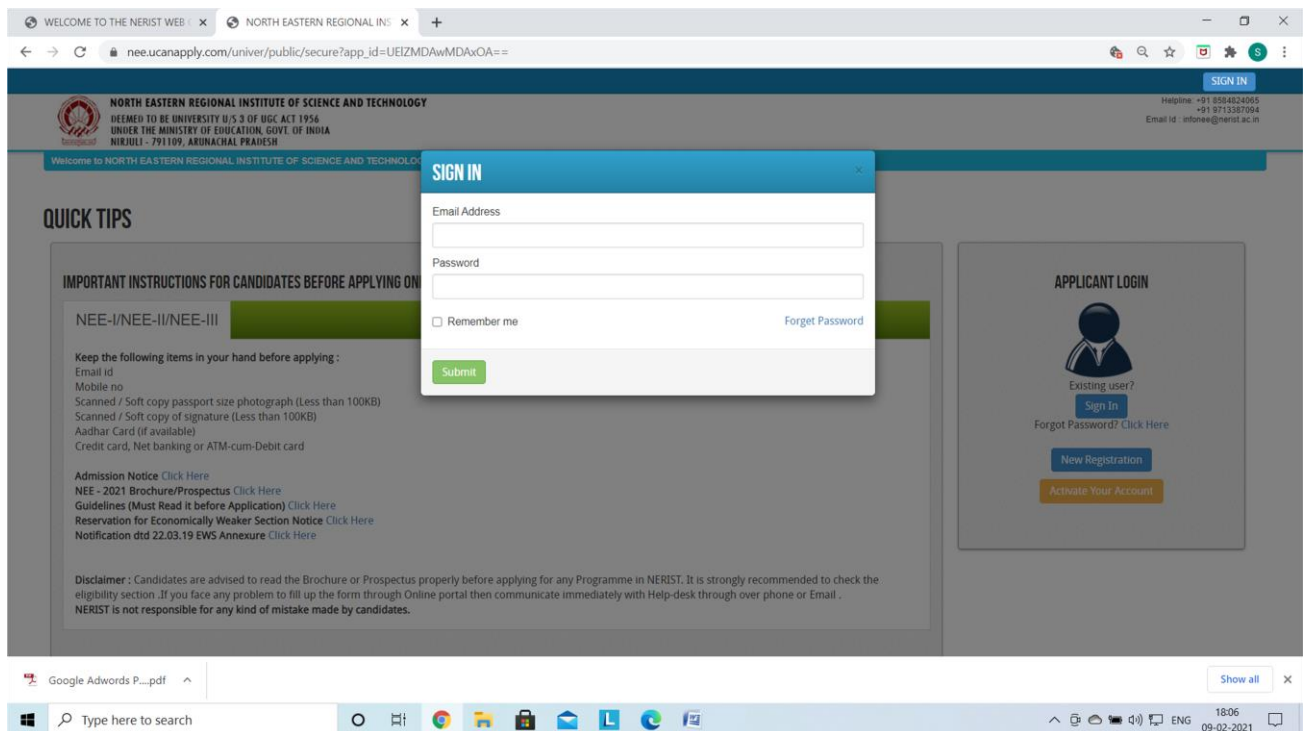 WELCOME TO THE NERIST WEB
NORTH EASTERN REGIONAL INS
nee.ucanapply.com/univer/public/secure?app_id=UElZMDAwMDAxOA==
S
SIGN IN
NORTH EASTERN REGIONAL INSTITUTE OF SCIENCE AND TECHNOLOGY
DEEMED TO BE UNIVERSITY U/S 3 OF UGC ACT 1956
UNDER THE MINISTRY OF EDUCATION, GOVT. OF INDIA
NIRJULI - 791109, ARUNACHAL PRADESH
Helpline: +91 8584824065
+91 9713387094
Email Id : infonee@nerist.ac.in
Welcome to NORTH EASTERN REGIONAL INSTITUTE OF SCIENCE AND TECHNOLO
SIGN IN
Email Address
Password
Remember me
Forget Password
Submit
QUICK TIPS
IMPORTANT INSTRUCTIONS FOR CANDIDATES BEFORE APPLYING ON
NEE-I/NEE-II/NEE-III
Keep the following items in your hand before applying :
Email id
Mobile no
Scanned / Soft copy passport size photograph (Less than 100KB)
Scanned / Soft copy of signature (Less than 100KB)
Aadhar Card (if available)
Credit card, Net banking or ATM-cum-Debit card
Admission Notice Click Here
NEE - 2021 Brochure/Prospectus Click Here
Guidelines (Must Read it before Application) Click Here
Reservation for Economically Weaker Section Notice Click Here
Notification dtd 22.03.19 EWS Annexure Click Here
Disclaimer : Candidates are advised to read the Brochure or Prospectus properly before applying for any Programme in NERIST. It is strongly recommended to check the
eligibility section .If you face any problem to fill up the form through Online portal then communicate immediately with Help-desk through over phone or Email .
NERIST is not responsible for any kind of mistake made by candidates.
APPLICANT LOGIN
Existing user?
Sign In
Forgot Password? Click Here
New Registration
Activate Your Account
Google Adwords P....pdf
Show all
Type here to search
L
ENG
18:06
09-02-2021